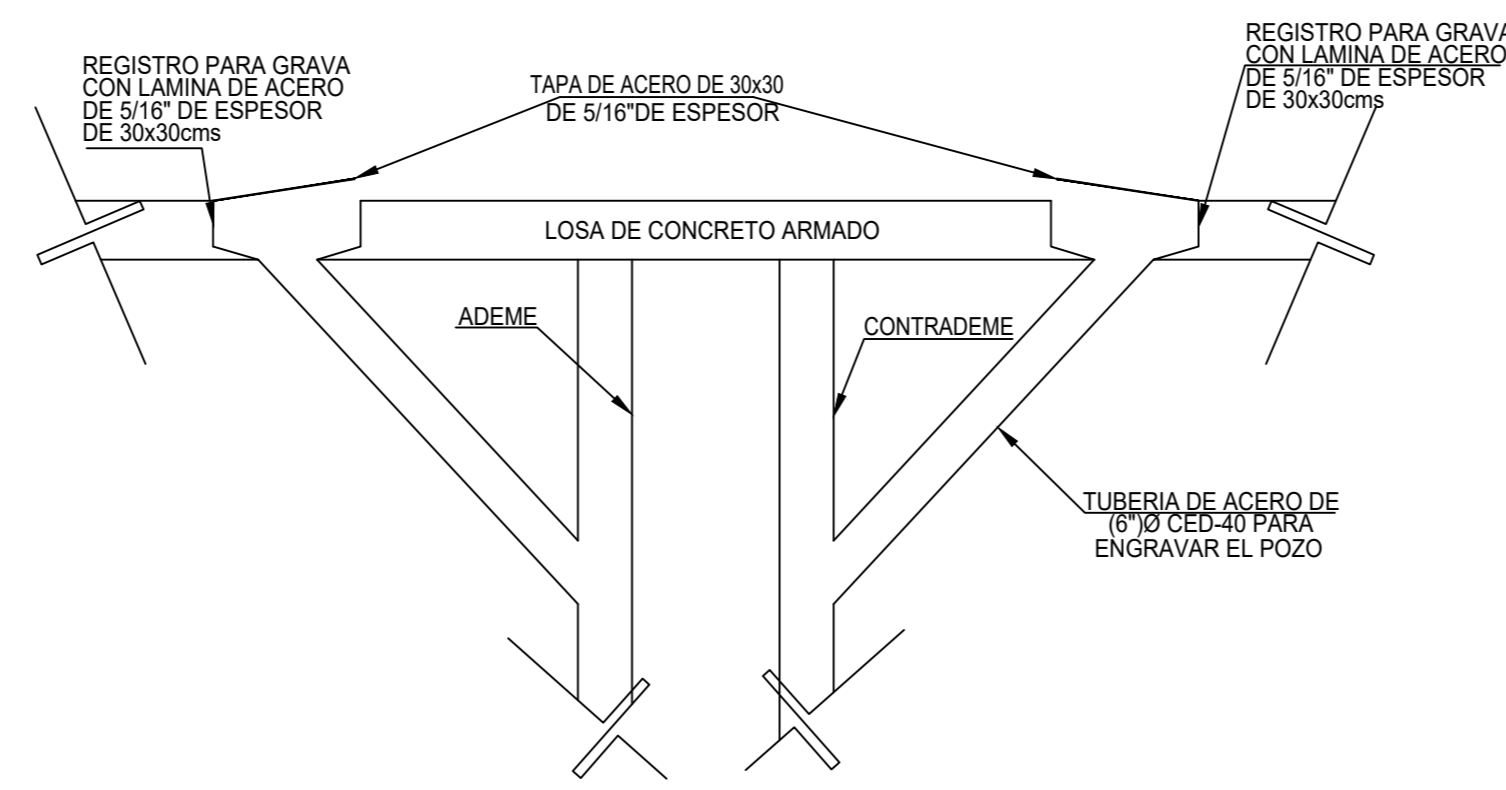 REGISTRO PARA GRAVA
CON LAMINA DE ACERO
DE 5/16" DE ESPESOR
DE 30x30cms
TAPA DE ACERO DE 30x30
DE 5/16"DE ESPESOR
REGISTRO PARA GRAVA
CON LAMINA DE ACERO
DE 5/16" DE ESPESOR
DE 30x30cms
LOSA DE CONCRETO ARMADO
ADEME
CONTRADEME
TUBERIA DE ACERO DE
(6")Ø CED-40 PARA
ENGRAVAR EL POZO